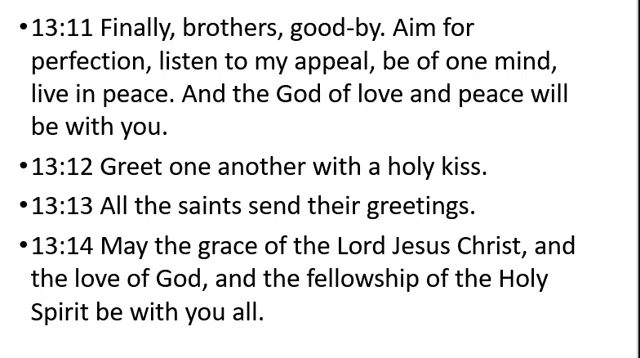 •13:11 Finally, brothers, good-by. Aim for
perfection, listen to my appeal, be of one mind,
live in peace. And the God of love and peace will
be with you.
•13:12 Greet one another with a holy kiss.
•13:13 All the saints send their greetings.
•13:14 May the grace of the Lord Jesus Christ, and
the love of God, and the fellowship of the Holy
Spirit be with you all.